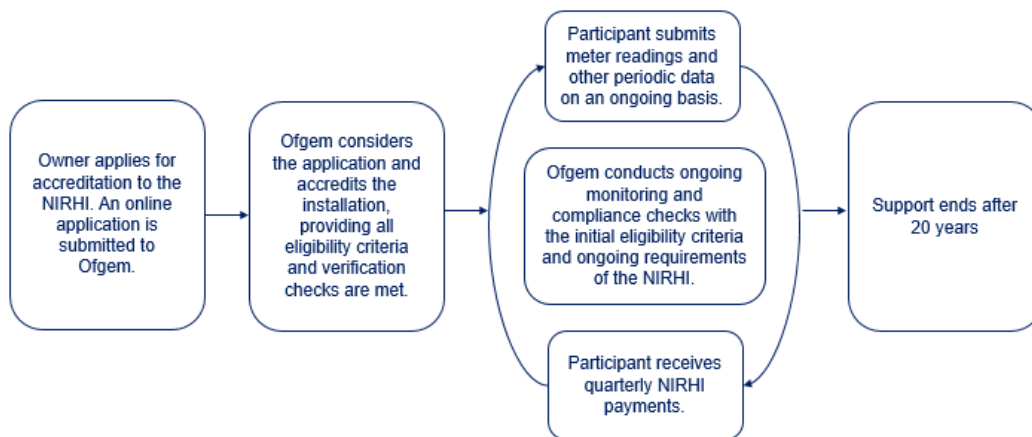 Owner applies for
accreditation to the
NIRHI. An online
application is
submitted to
Ofgem.
Ofgem considers
the application and
accredits the
installation,
providing all
eligibility criteria
and verification
checks are met.
Participant submits
meter readings and
other periodic data
on an ongoing basis.
Ofgem conducts ongoing
monitoring and
compliance checks with
the initial eligibility criteria
and ongoing requirements
of the NIRHI.
Participant receives
quarterly NIRHI
payments.
Support ends after
20 years